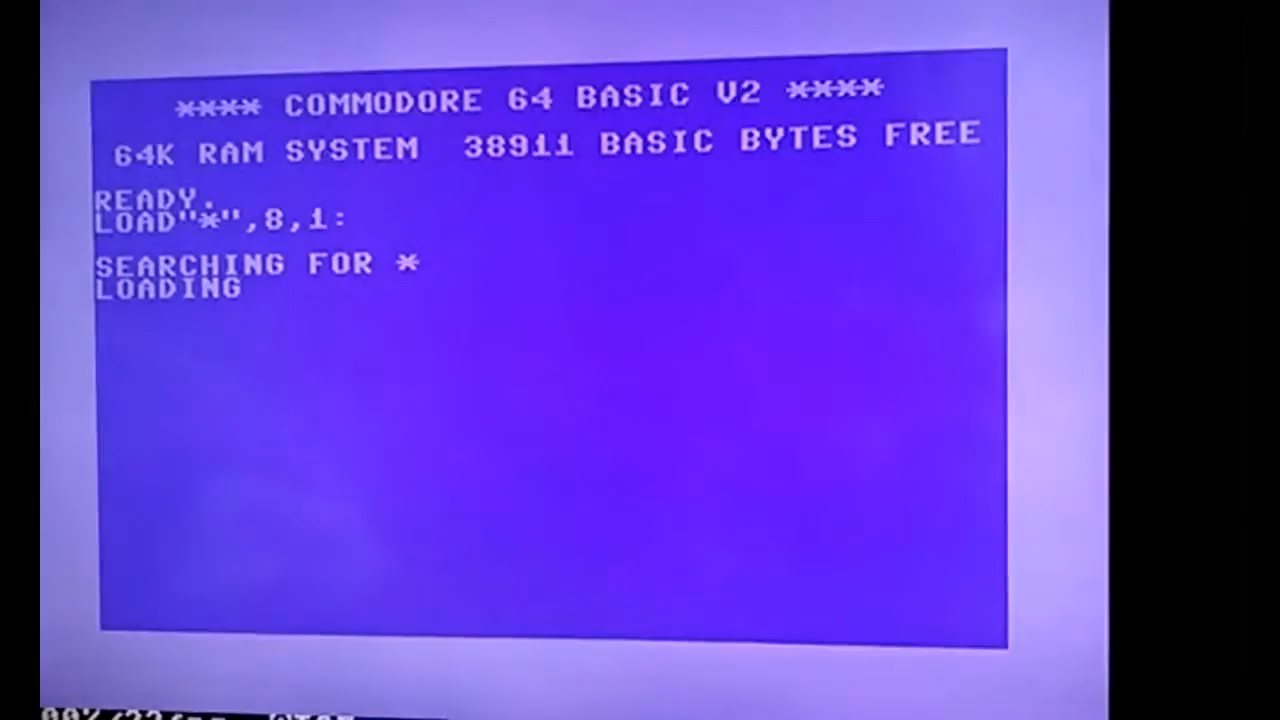 **** COMMODORE 64 BASIC V2 ****
64K RAM SYSTEM 38911 BASIC BYTES FREE
READY.
LOAD"*",8,1:
SEARCHING FOR *
LOADING